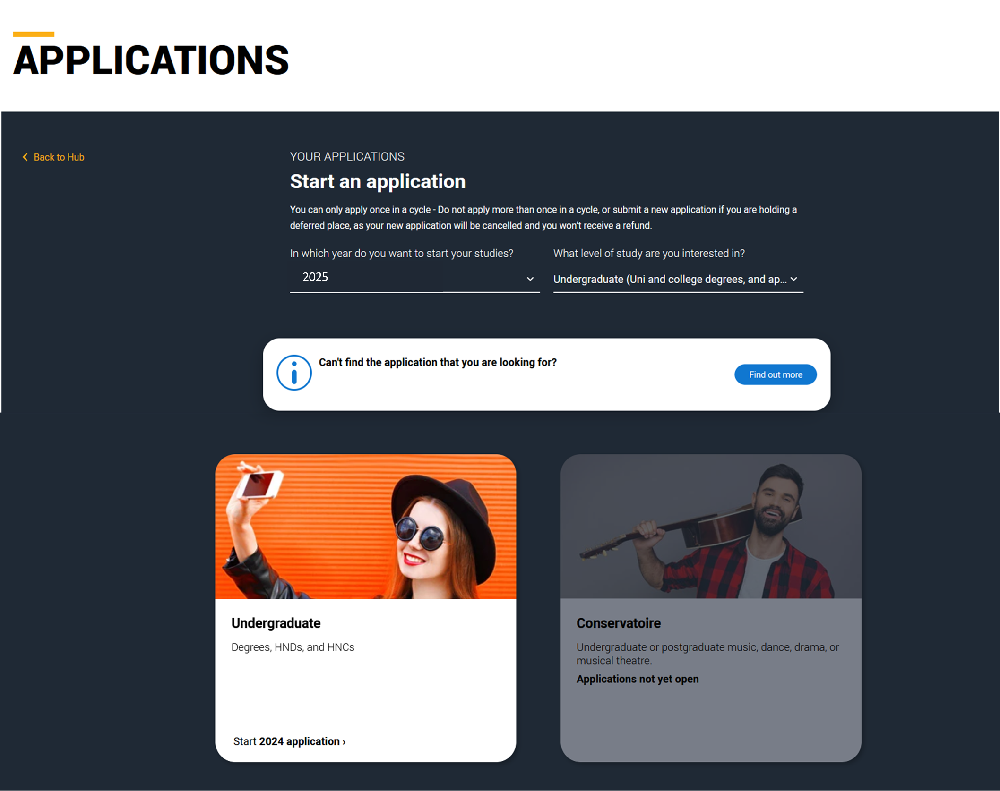 APPLICATIONS
Back to Hub
YOUR APPLICATIONS
Start an application
You can only apply once in a cycle - Do not apply more than once in a cycle, or submit a new application if you are holding a
deferred place, as your new application will be cancelled and you won't receive a refund.
In which year do you want to start your studies?
2025
What level of study are you interested in?
Undergraduate (Uni and college degrees, and ap...
Can't find the application that you are looking for?
Find out more
Undergraduate
Degrees, HNDs, and HNCs
Start 2024 application ›
Conservatoire
Undergraduate or postgraduate music, dance, drama, or
musical theatre.
Applications not yet open